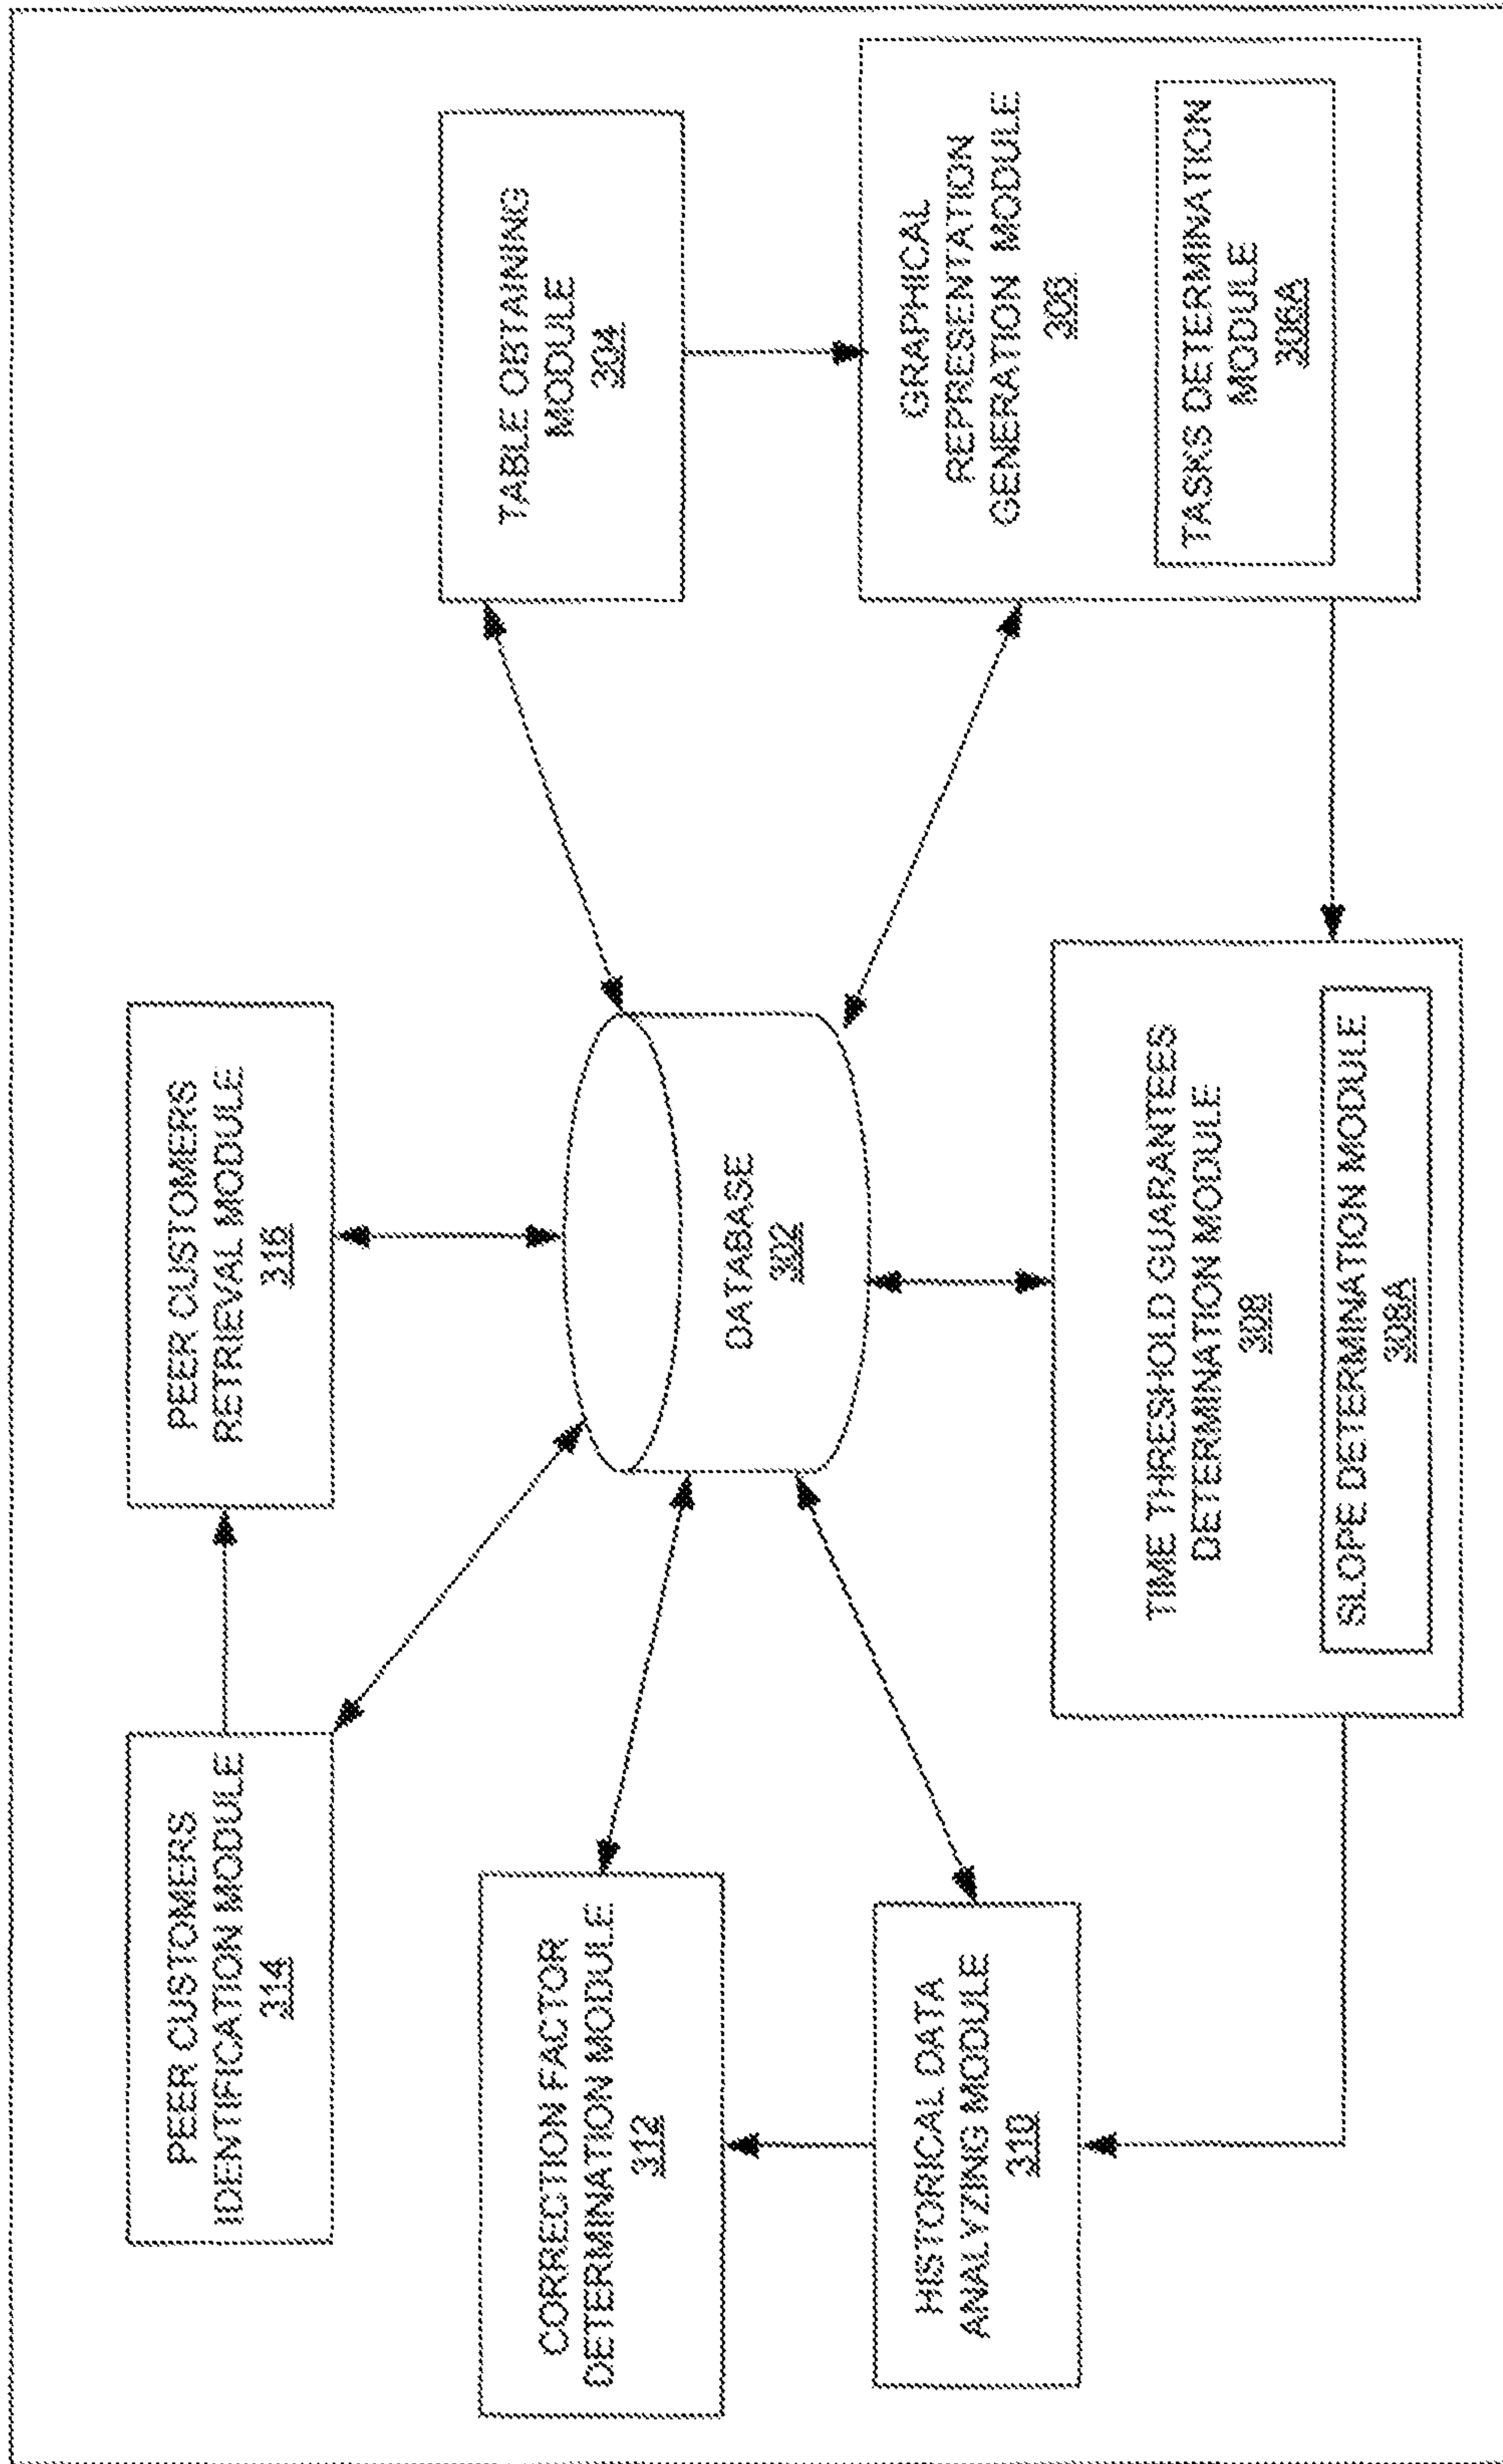 PEER CUSTOMERS
IDENTIFICATION MODULE
314
PEER CUSTOMERS
RETRIEVAL MODULE
316
CORRECTION FACTOR
DETERMINATION MODULE
312
TABLE OBTAINING
MODULE
304
DATABASE
302
HISTORICAL DATA
ANALYZING MODULE
310
GRAPHICAL
REPRESENTATION
GENERATION MODULE
306
TASKS DETERMINATION
MODULE
306A
TIME THRESHOLD GUARANTEES
DETERMINATION MODULE
308
SLOPE DETERMINATION MODULE
308A